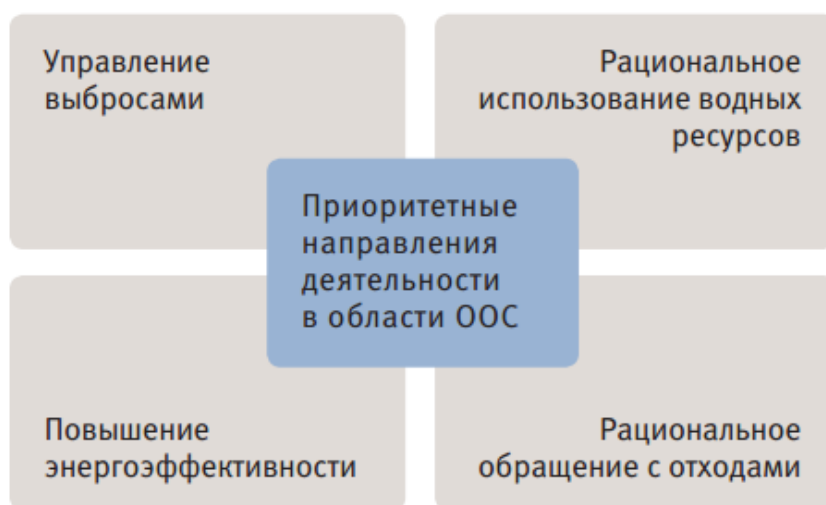 Управление
выбросами
Рациональное
использование водных
ресурсов
Приоритетные
направления
деятельности
в области ООС
Повышение
энергоэффективности
Рациональное
обращение с отходами